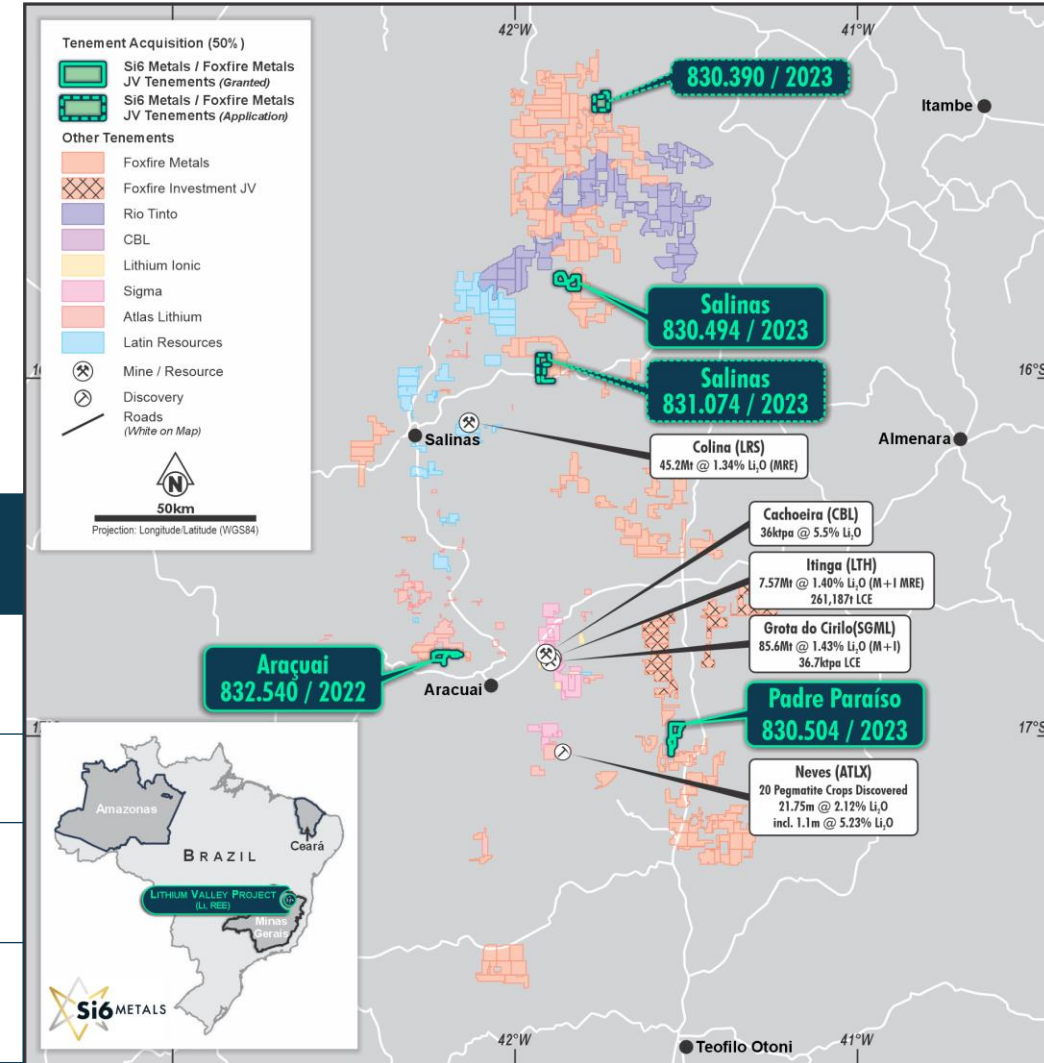 Tenement Acquisition (50%)
Si6 Metals / Foxfire Metals
JV Tenements (Granted)
Si6 Metals / Foxfire Metals
JV Tenements (Application)
Other Tenements
Foxfire Metals
Foxfire Investment JV
Rio Tinto
CBL
Lithium Ionic
Sigma
Atlas Lithium
Latin Resources
Mine / Resource
Discovery
Roads
(White on Map)
N
50km
Projection: Longitude/Latitude (WGS84)
42°W
41°W
830.390 / 2023
Itambe
Salinas
830.494 / 2023
Salinas
831.074 / 2023
16°S
Salinas
Almenara
Colina (LRS)
45.2Mt @ 1.34% Li₂O (MRE)
Cachoeira (CBL)
36ktpa @ 5.5% Li₂O
Itinga (LTH)
7.57Mt @ 1.40% Li₂O (M+I MRE)
261,187t LCE
Grota do Cirilo(SGML)
85.6Mt @ 1.43% Li₂O (M+I)
36.7ktpa LCE
Araçuai
832.540 / 2022
Aracuai
Padre Paraíso
830.504 / 2023
17°S
Neves (ATLX)
20 Pegmatite Crops Discovered
21.75m @ 2.12% Li₂O
incl. 1.1m @ 5.23% Li₂O
Amazonas
Ceará
BRAZIL
LITHIUM VALLEY PROJECT
(Li, REE)
Minas
Gerais
Si6 METALS
42°W
41°W
Teofilo Otoni